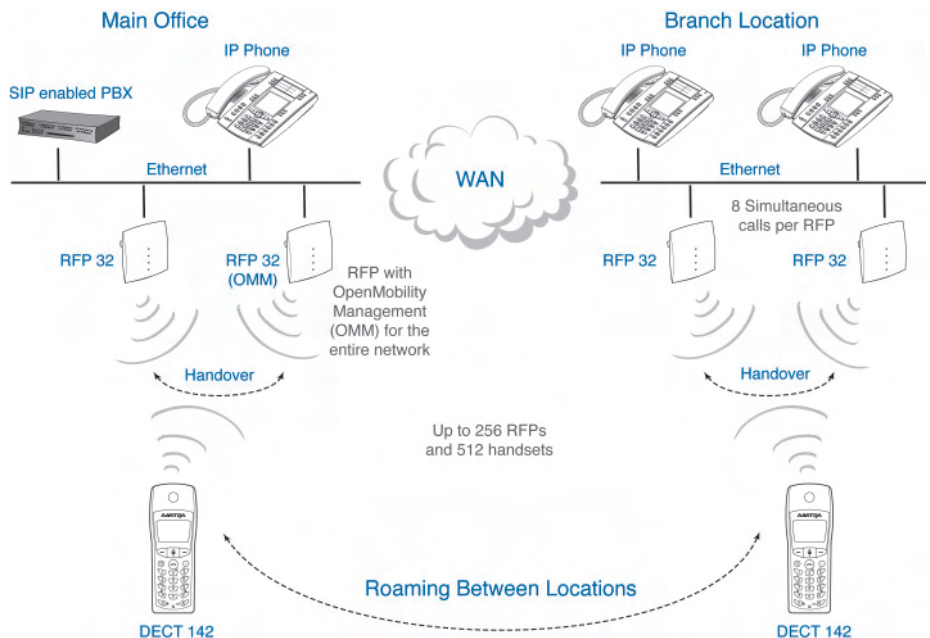 Main Office
Branch Location
IP Phone
IP Phone
IP Phone
SIP enabled PBX
Ethernet
WAN
Ethernet
8 Simultaneous
calls per RFP
RFP 32
RFP 32
(OMM)
RFP with
OpenMobility
Management
(OMM) for the
entire network
RFP 32
RFP 32
Handover
Handover
Up to 256 RFPs
and 512 handsets
AASTRA
AASTRA
Roaming Between Locations
DECT 142
DECT 142